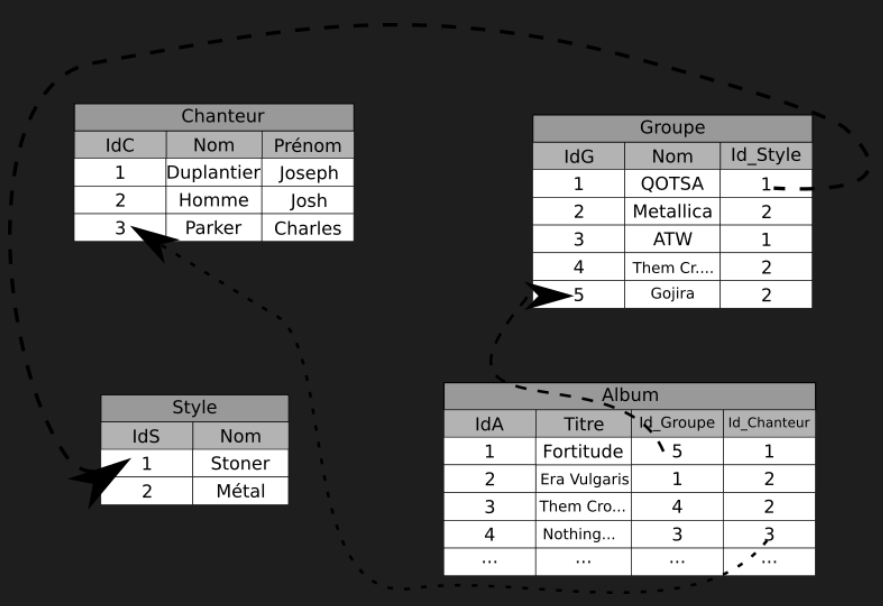 Chanteur
IdC Nom Prénom
1 Duplantier Joseph
2 Homme Josh
3 Parker Charles
Groupe
IdG Nom Id_Style
1 QOTSA 1
2 Metallica 2
3 ATW 1
4 Them Cr.... 2
5 Gojira 2
Style
IdS Nom
1 Stoner
2 Métal
Album
IdA Titre Id_Groupe Id_Chanteur
1 Fortitude 5 1
2 Era Vulgaris 1 2
3 Them Cro... 4 2
4 Nothing... 3 3
... ... ... ...